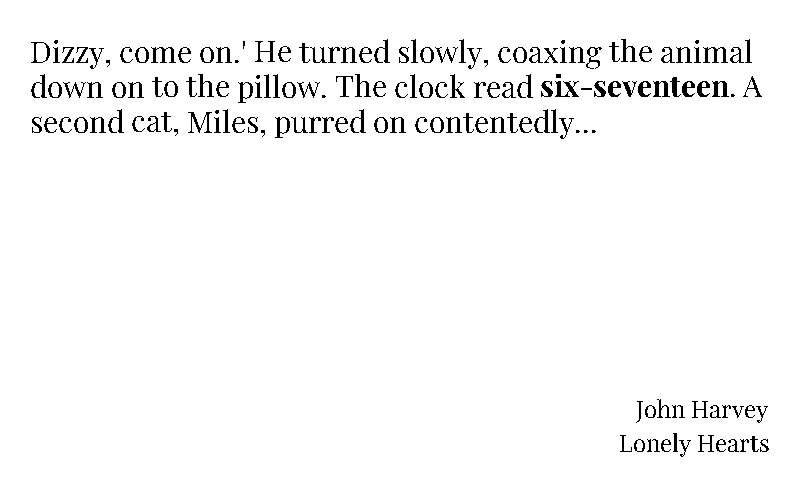 Dizzy, come on.' He turned slowly, coaxing the animal
down on to the pillow. The clock read six-seventeen. A
second cat, Miles, purred on contentedly...
John Harvey
Lonely Hearts